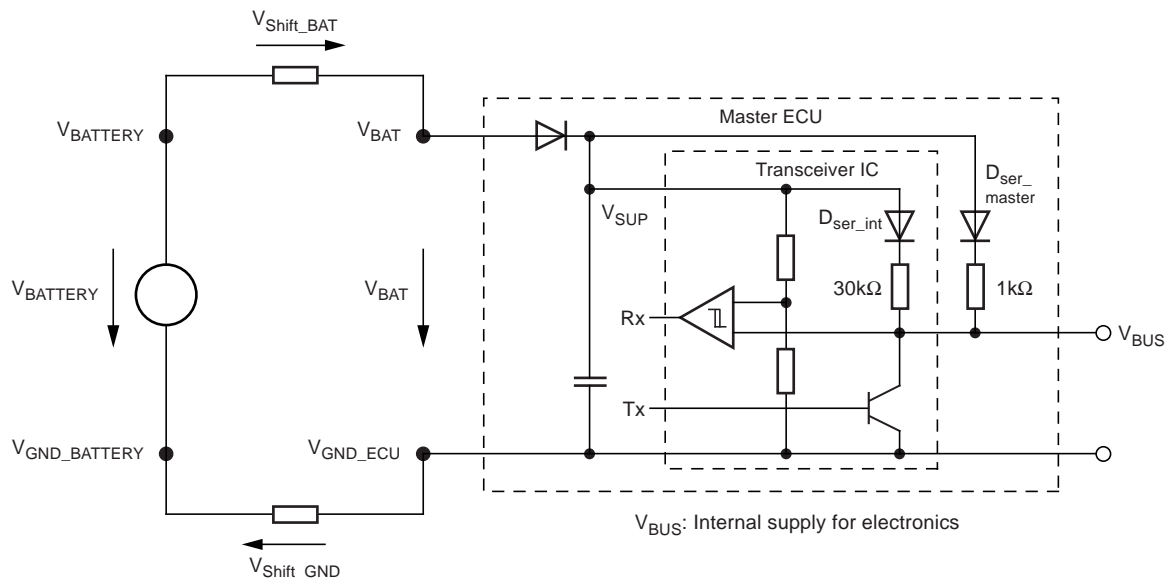 VShift_BAT
Master ECU
VBATTERY
VBAT
Transceiver IC
Dser_
master
VSUP
Dser_int
VBATTERY
VBAT
30kΩ
1kΩ
Rx
VBUS
Tx
VGND_BATTERY
VGND_ECU
VBUS: Internal supply for electronics
VShift_GND